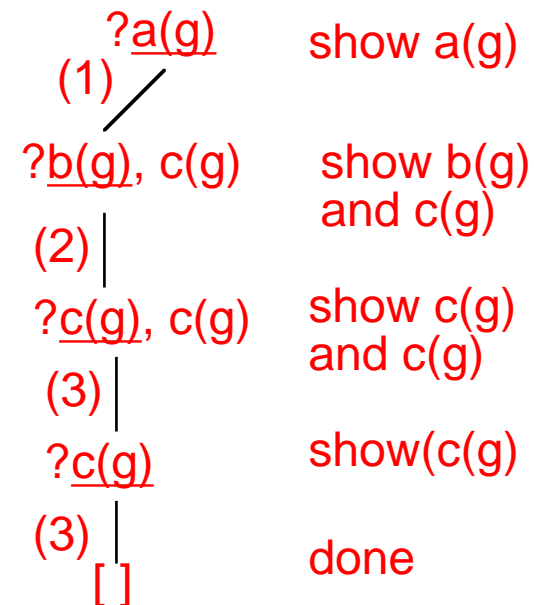 ?a(g) show a(g)
(1)
?b(g), c(g) show b(g)
and c(g)
(2)
?c(g), c(g) show c(g)
and c(g)
(3)
?c(g) show(c(g)
(3)
[ ] done